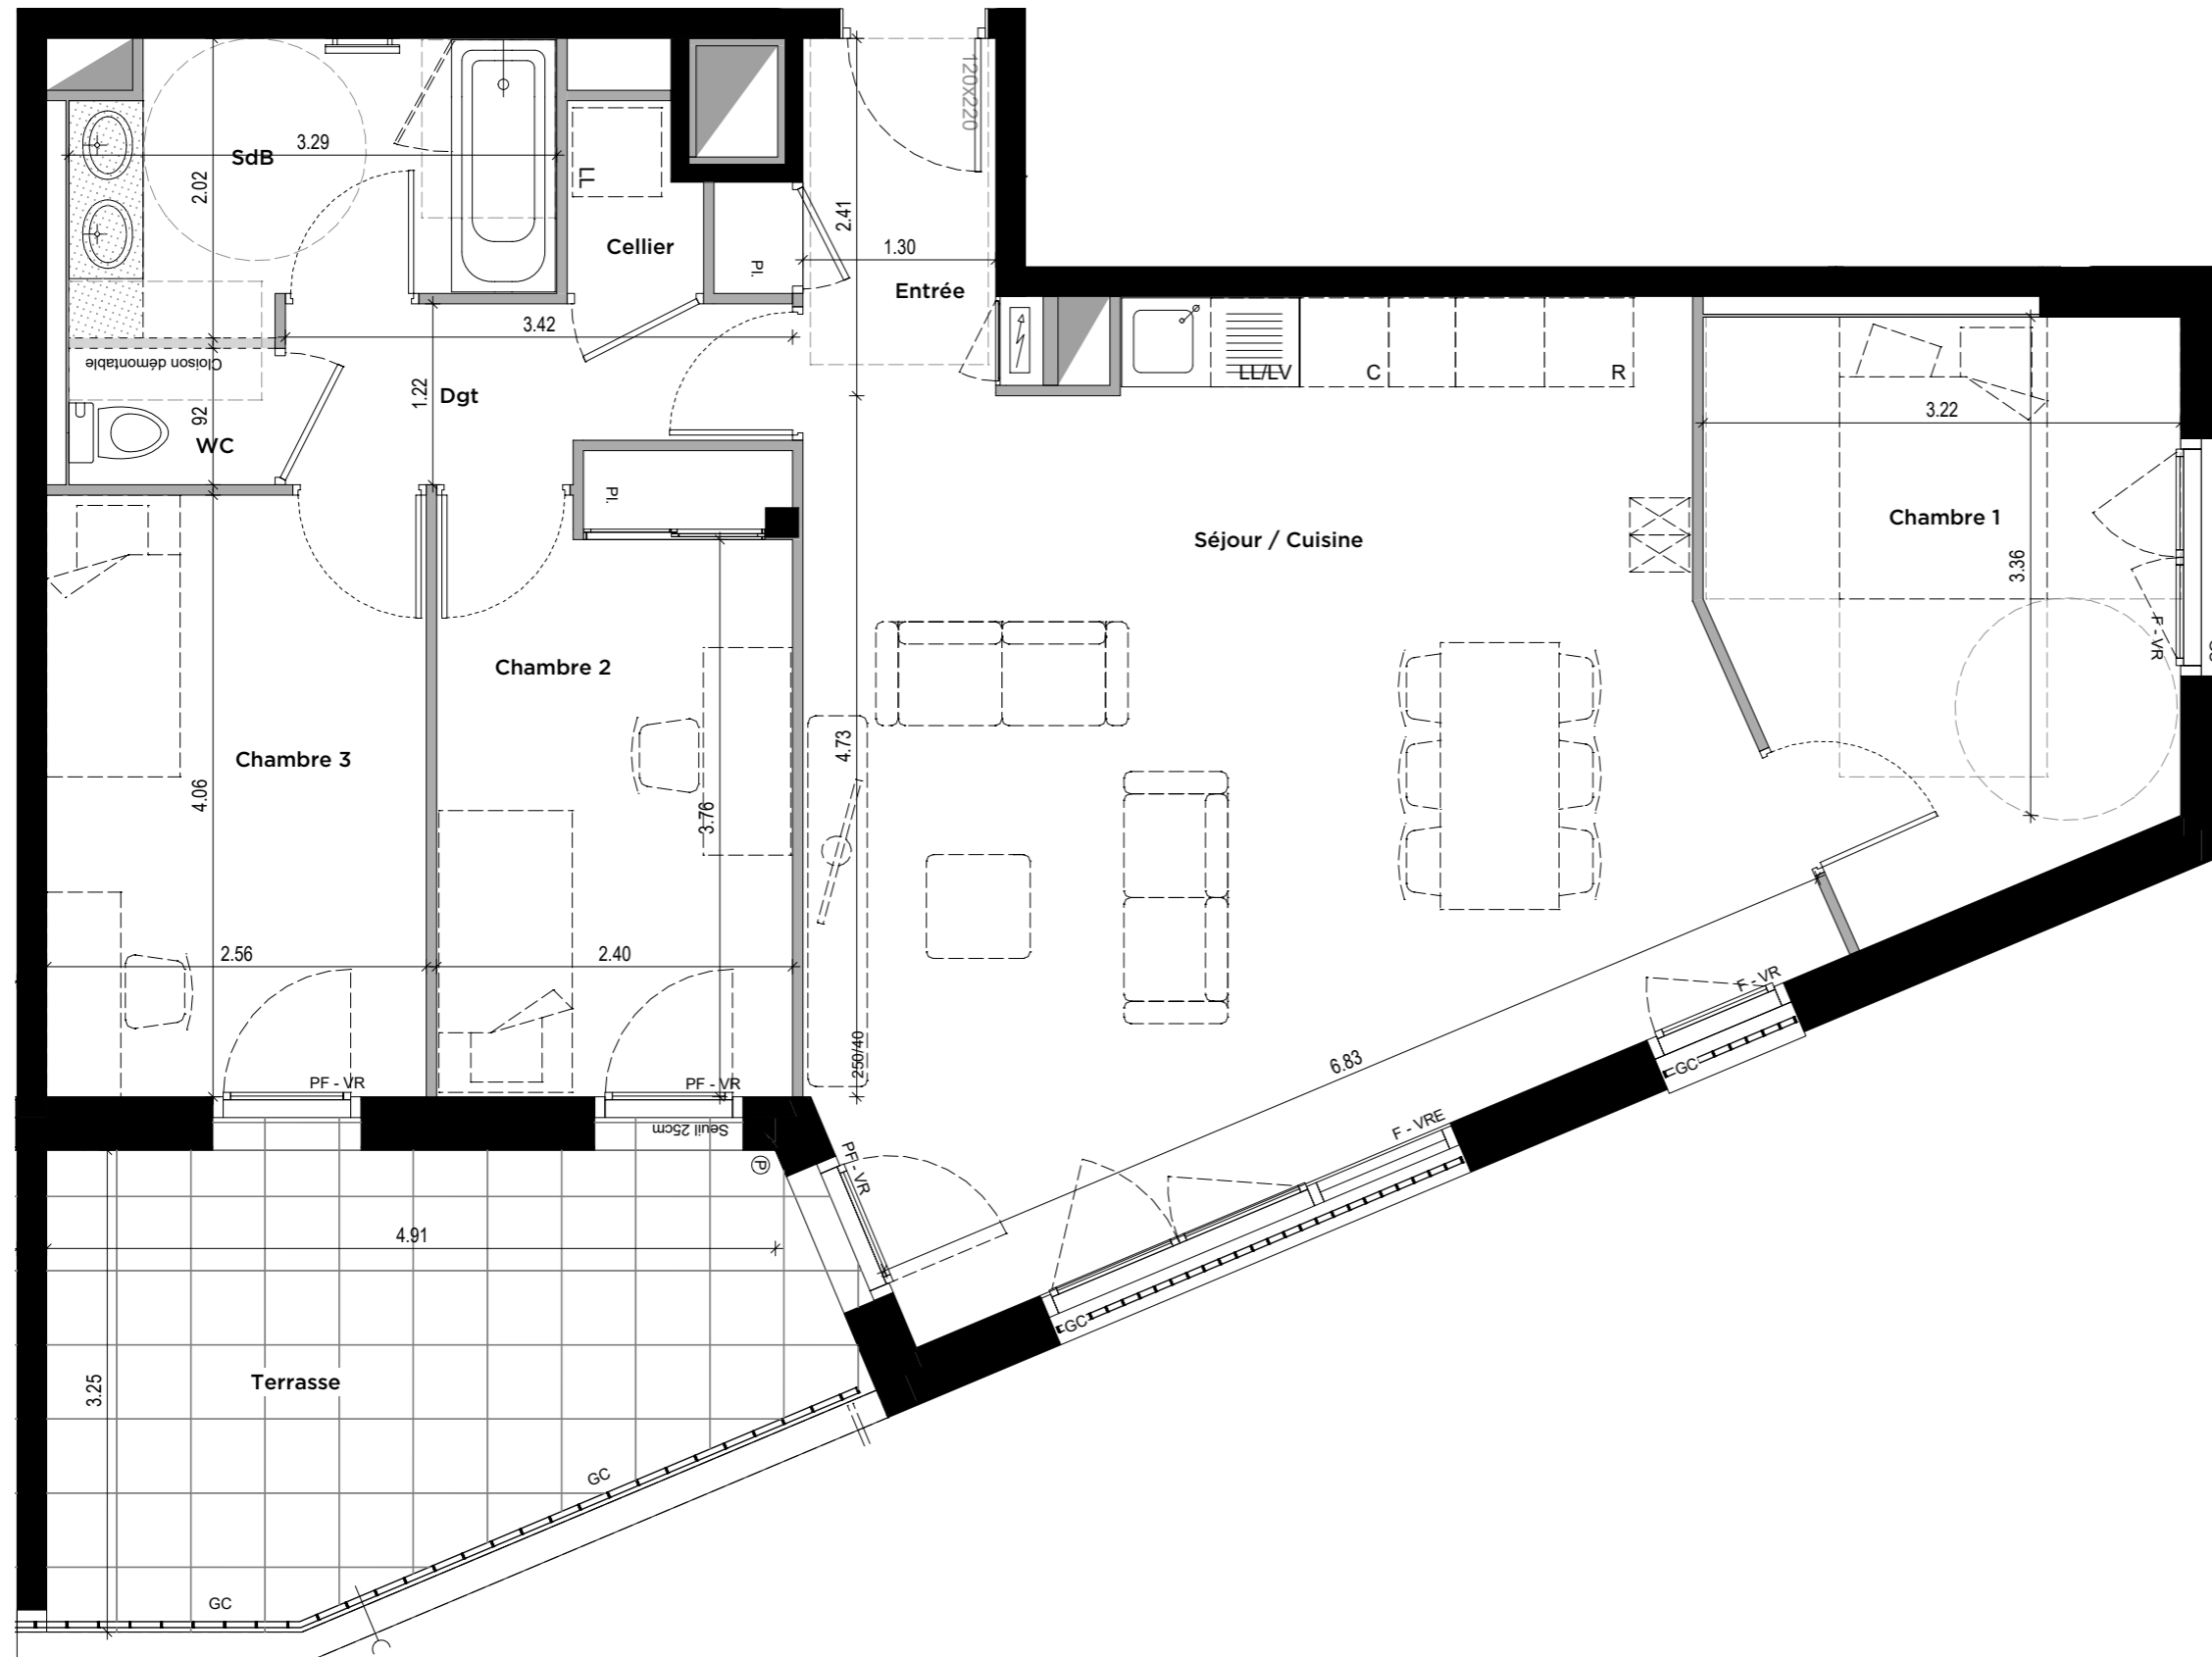 120x220
SdB
3.29
2.02
LL
Cellier
Pl.
2.41
1.30
Entrée
3.42
Cloison démontable
92
WC
1.22
Dgt
LL/LV
C
R
3.22
Chambre 1
3.36
F - VR
Pl.
Séjour / Cuisine
Chambre 2
Chambre 3
4.06
3.76
4.73
2.56
2.40
250/40
PF - VR
PF - VR
Seuil 25cm
P
PF - VR
6.83
F - VR
GC
F - VRE
GC
4.91
3.25
Terrasse
GC
GC